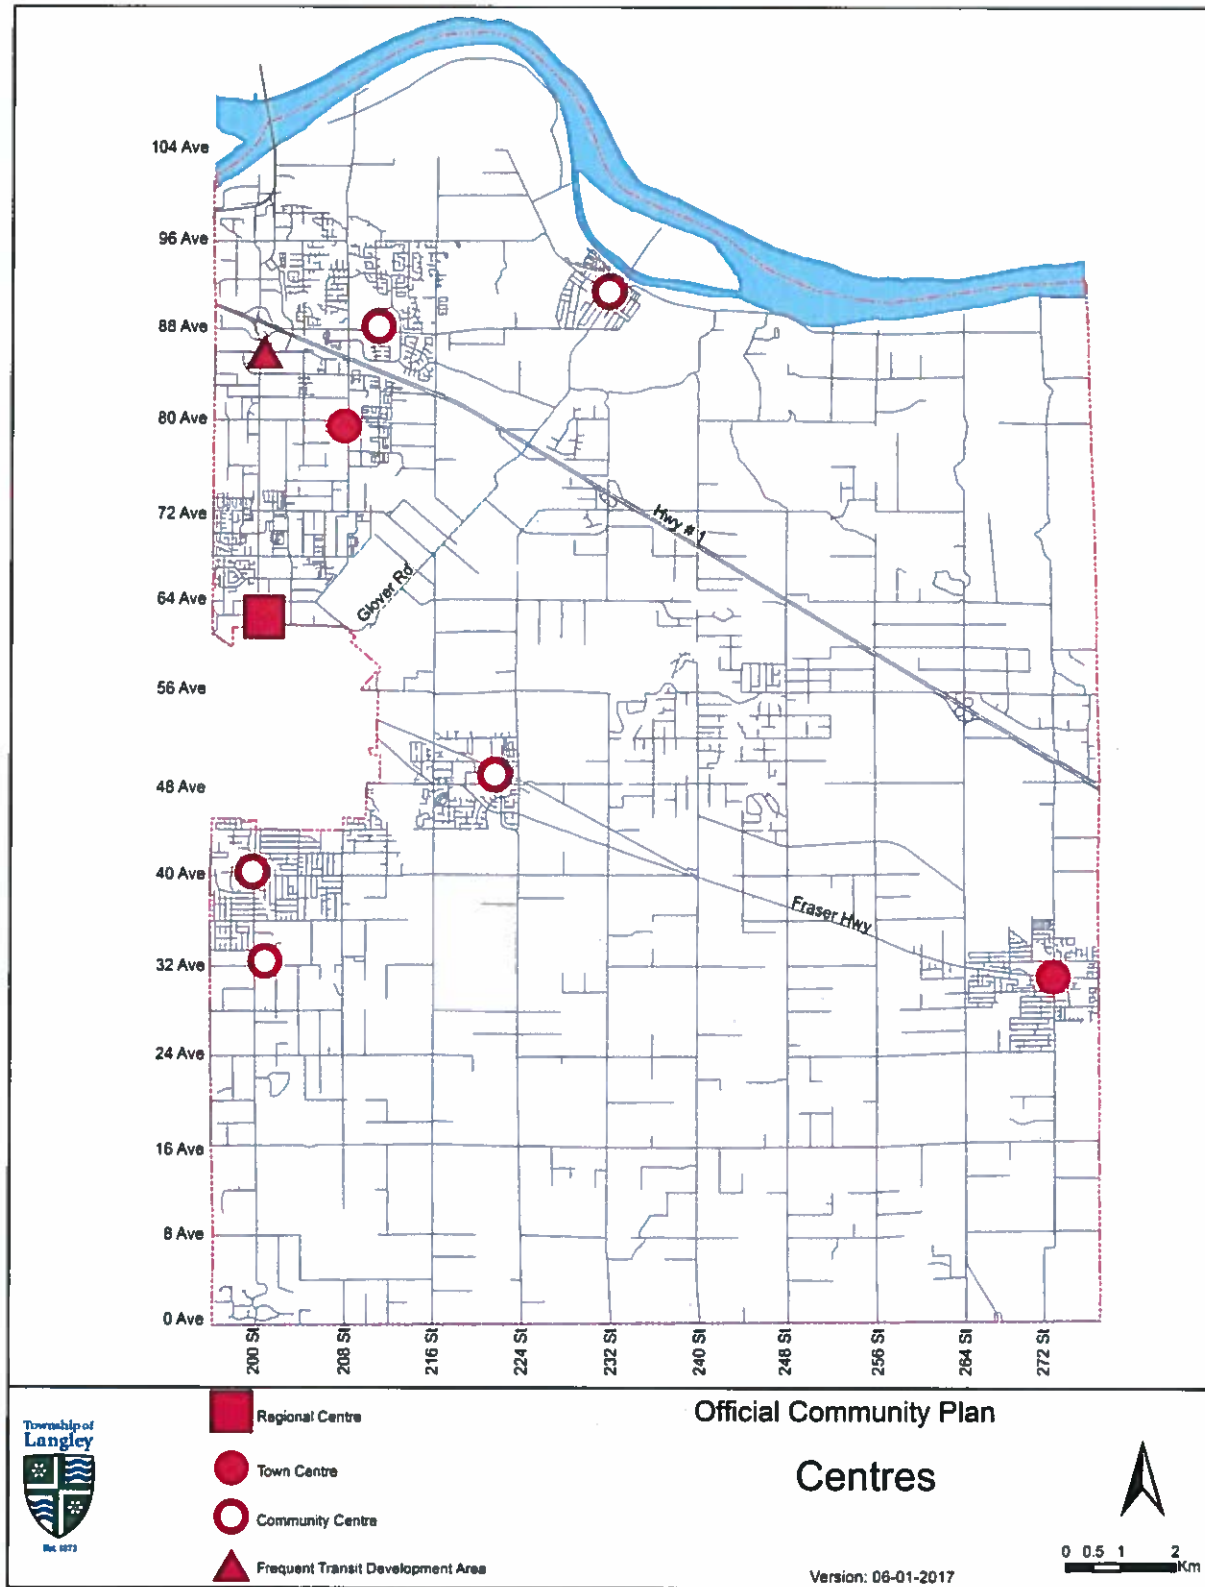 104 Ave
96 Ave
88 Ave
80 Ave
72 Ave
Hwy # 1
64 Ave
Glover Rd
56 Ave
48 Ave
40 Ave
Fraser Hwy
32 Ave
24 Ave
16 Ave
8 Ave
0 Ave
200 St
208 St
216 St
224 St
232 St
240 St
248 St
256 St
264 St
272 St
Township of
Langley
Est. 1873
Regional Centre
Town Centre
Community Centre
Frequent Transit Development Area
Official Community Plan
Centres
Version: 06-01-2017
0 0.5 1 2
Km